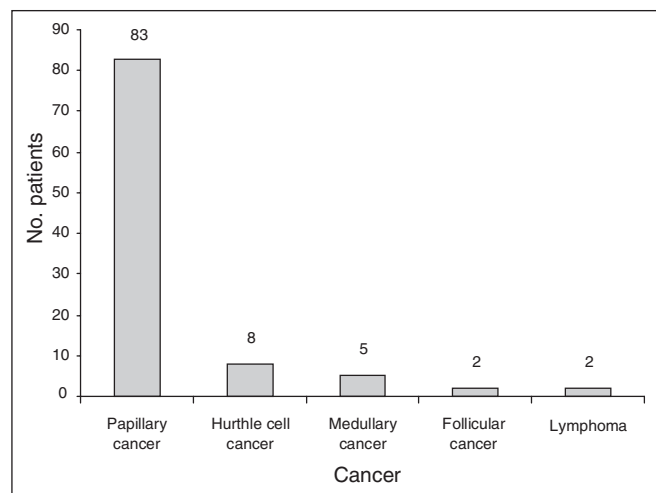 No. patients
90
80
70
60
50
40
30
20
10
0
83
8
5
2
2
Papillary
cancer
Hurthle cell
cancer
Medullary
cancer
Follicular
cancer
Lymphoma
Cancer